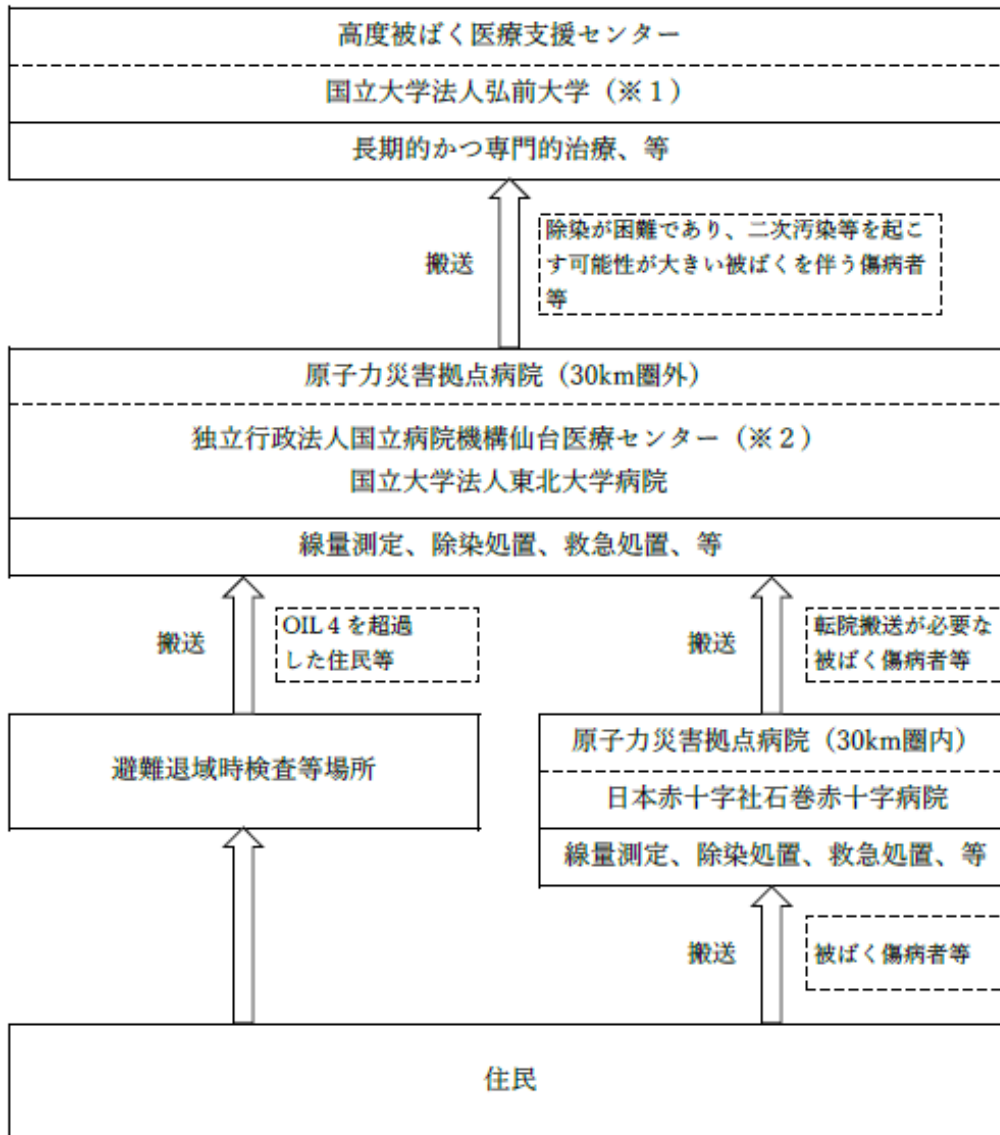 高度被ばく医療支援センター
国立大学法人弘前大学（※１）
長期的かつ専門的治療、等
搬送
除染が困難であり、二次汚染等を起こ
す可能性が大きい被ばくを伴う傷病者
等
原子力災害拠点病院（30km圏外）
独立行政法人国立病院機構仙台医療センター（※２）
国立大学法人東北大学病院
線量測定、除染処置、救急処置、等
搬送
OIL４を超過
した住民等
搬送
転院搬送が必要な
被ばく傷病者等
避難退域時検査等場所
原子力災害拠点病院（30km圏内）
日本赤十字社石巻赤十字病院
線量測定、除染処置、救急処置、等
搬送
被ばく傷病者等
住民